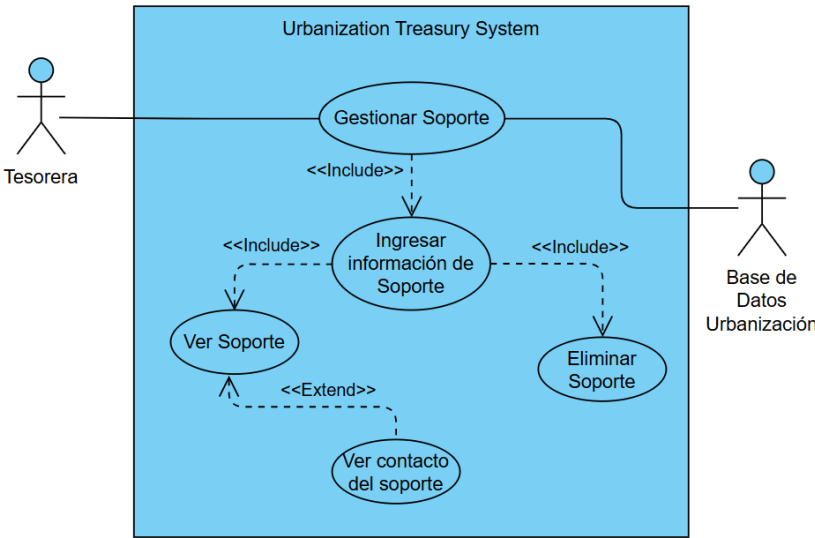 Urbanization Treasury System
Gestionar Soporte
Tesorera
<<Include>>
Ingresar
información de
Soporte
<<Include>>
<<Include>>
Base de
Datos
Urbanización
Ver Soporte
Eliminar
Soporte
<<Extend>>
Ver contacto
del soporte